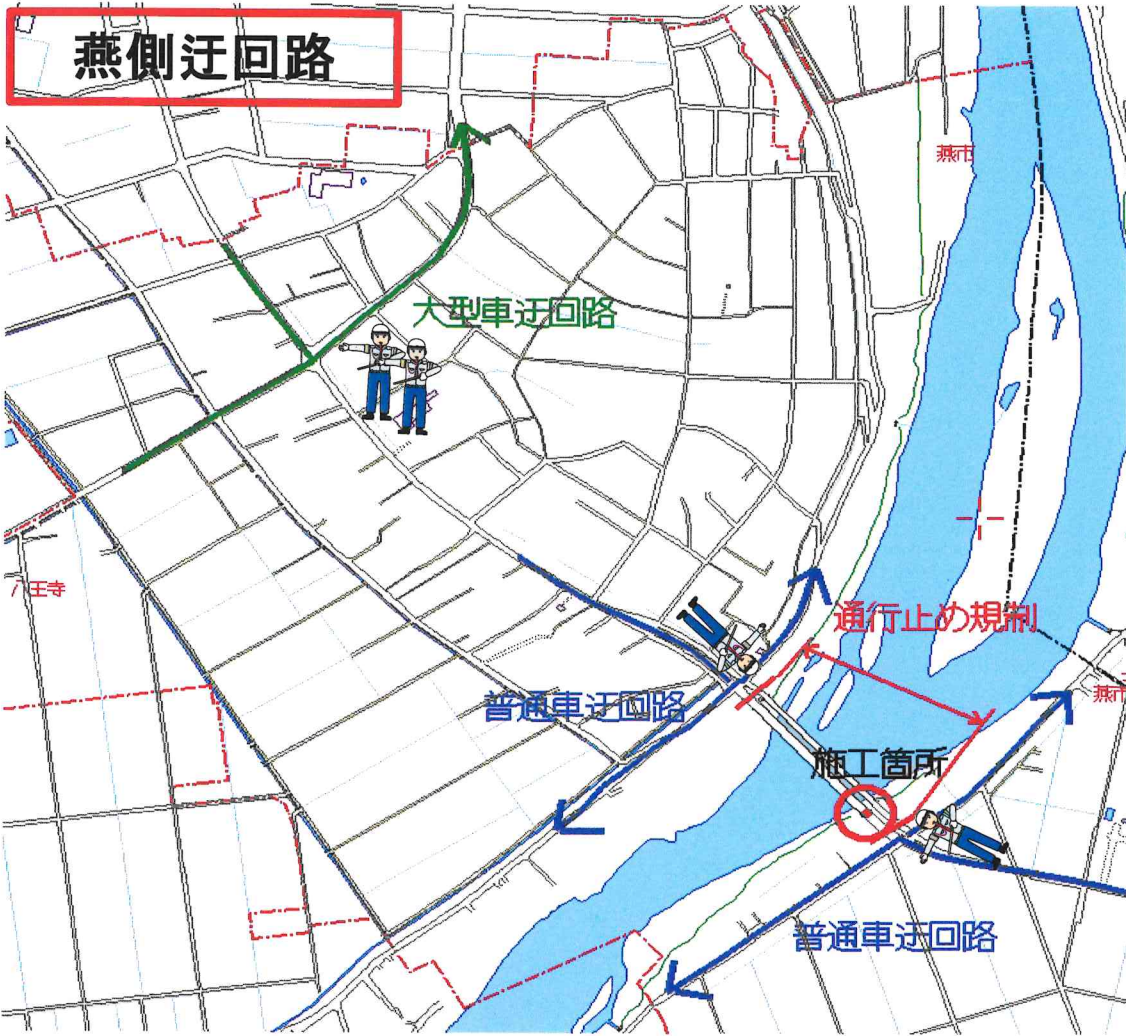 燕側迂回路
燕市
大型車迂回路
八王寺
通行止め規制
燕市
普通車迂回路
施工箇所
普通車迂回路